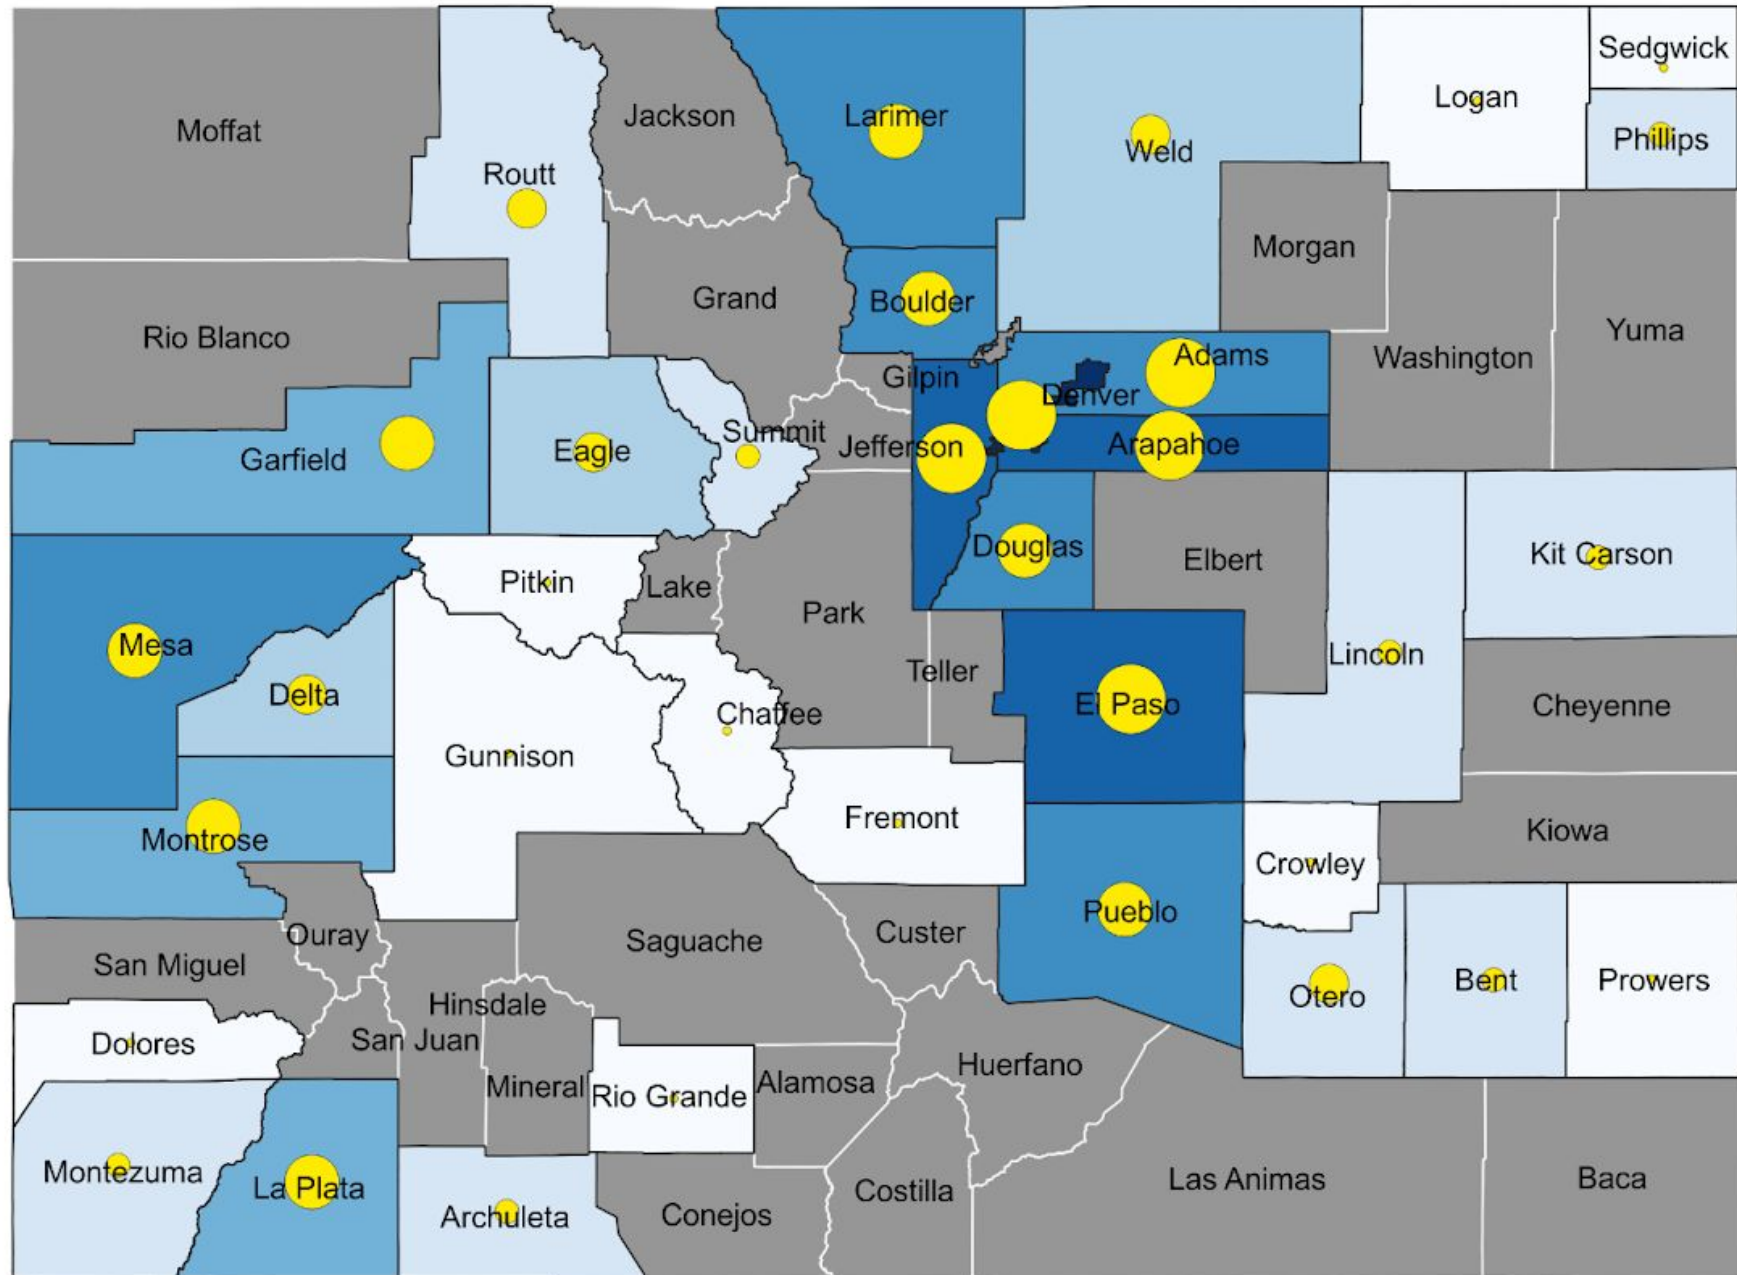 Sedgwick
Logan
Jackson
Larimer
Moffat
Phillips
Weld
Routt
Morgan
Grand
Boulder
Yuma
Rio Blanco
Adams
Washington
Gilpin
Denver
Summit
Arapahoe
Jefferson
Eagle
Garfield
Douglas
Kit Carson
Elbert
Pitkin
Lake
Park
Mesa
Lincoln
Teller
Delta
El Paso
Cheyenne
Chaffee
Gunnison
Fremont
Kiowa
Montrose
Crowley
Pueblo
Custer
Ouray
Saguache
San Miguel
Bent
Prowers
Otero
Hinsdale
San Juan
Dolores
Huerfano
Alamosa
Mineral
Rio Grande
Montezuma
Las Animas
Baca
La Plata
Costilla
Conejos
Archuleta